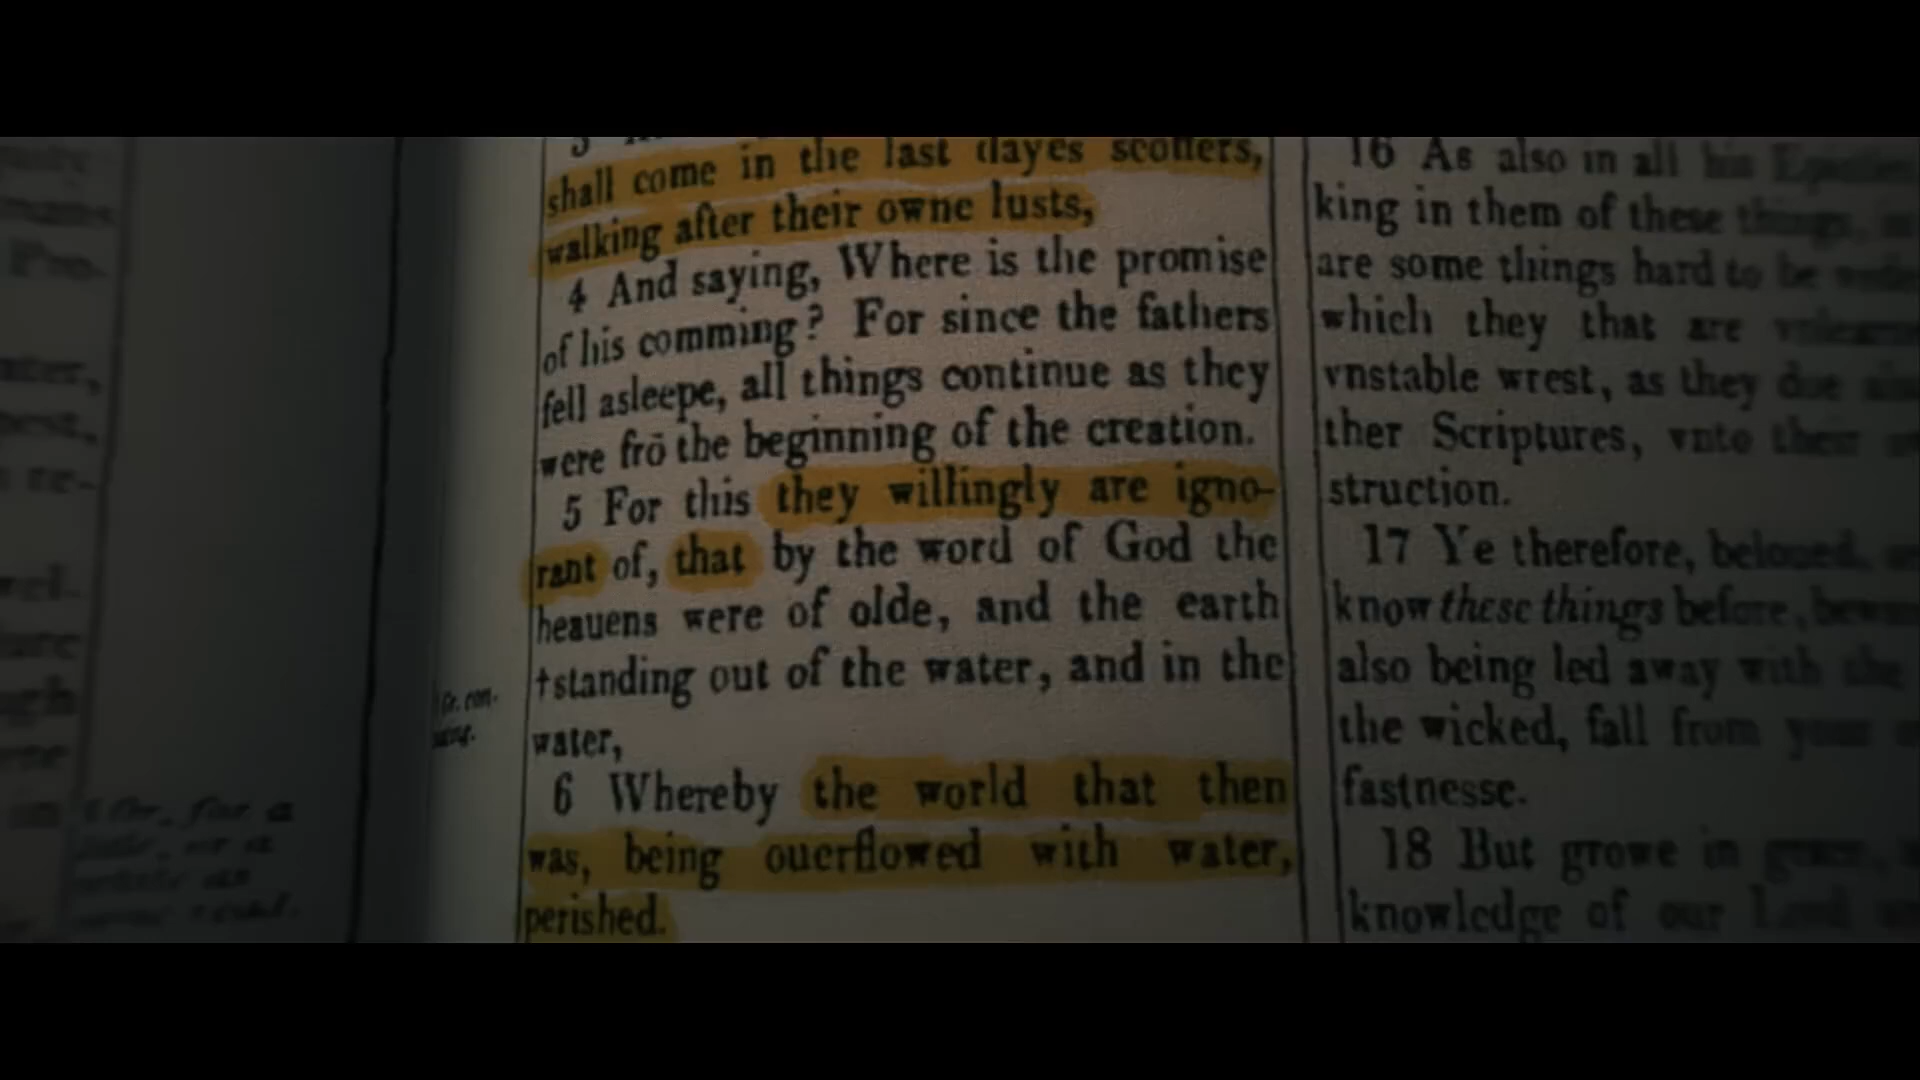 shall come in the last dayes scoffers,
walking after their owne lusts,
4 And saying, Where is the promise
of his comming? For since the fathers
fell asleepe, all things continue as they
were frō the beginning of the creation.
5 For this they willingly are igno-
rant of, that by the word of God the
heauens were of olde, and the earth
†standing out of the water, and in the
water,
6 Whereby the world that then
was, being ouerflowed with water,
perished.
16 As also in all his
king in them of these things,
are some things hard to be
which they that are
vnstable wrest, as they doe
ther Scriptures, vnto their
struction.
17 Ye therefore, beloued,
know these things before,
also being led away with the
the wicked, fall from your
fastnesse.
18 But growe in grace,
knowledge of our Lord